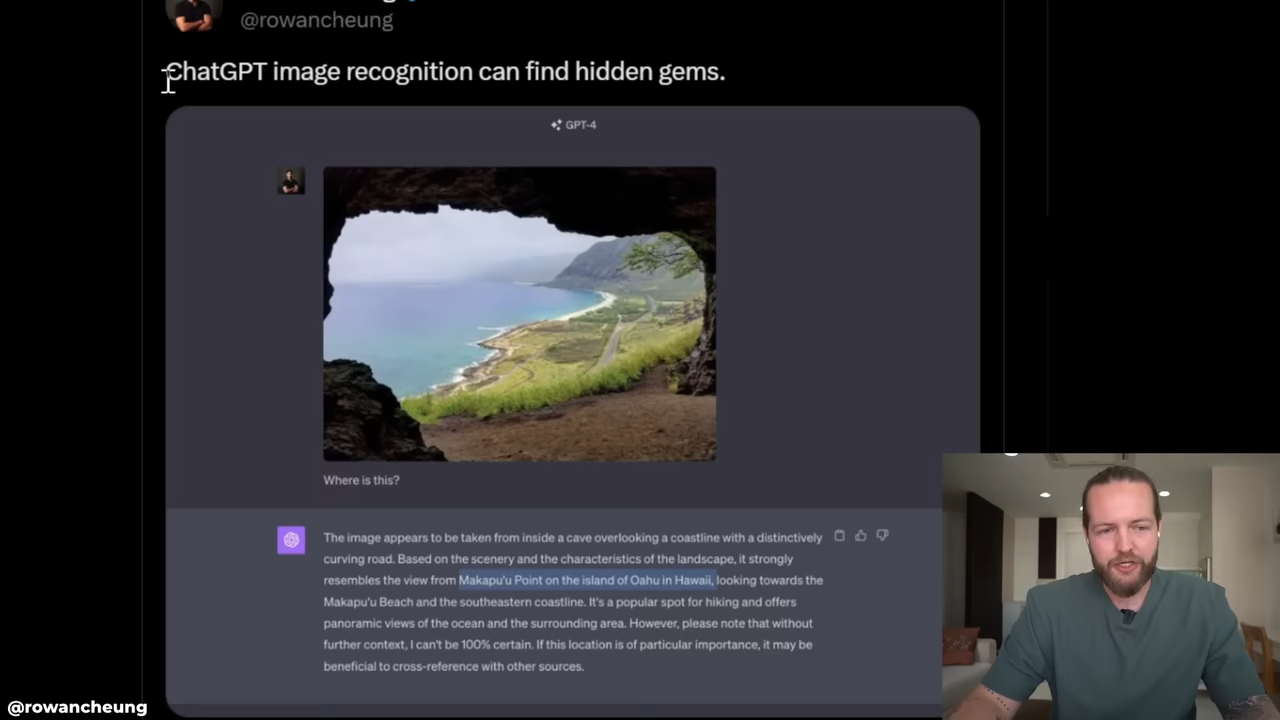 @rowancheung
ChatGPT image recognition can find hidden gems.
GPT-4
Where is this?
The image appears to be taken from inside a cave overlooking a coastline with a distinctively
curving road. Based on the scenery and the characteristics of the landscape, it strongly
resembles the view from Makapu'u Point on the island of Oahu in Hawaii, looking towards the
Makapu'u Beach and the southeastern coastline. It's a popular spot for hiking and offers
panoramic views of the ocean and the surrounding area. However, please note that without
further context, I can't be 100% certain. If this location is of particular importance, it may be
beneficial to cross-reference with other sources.
@rowancheung